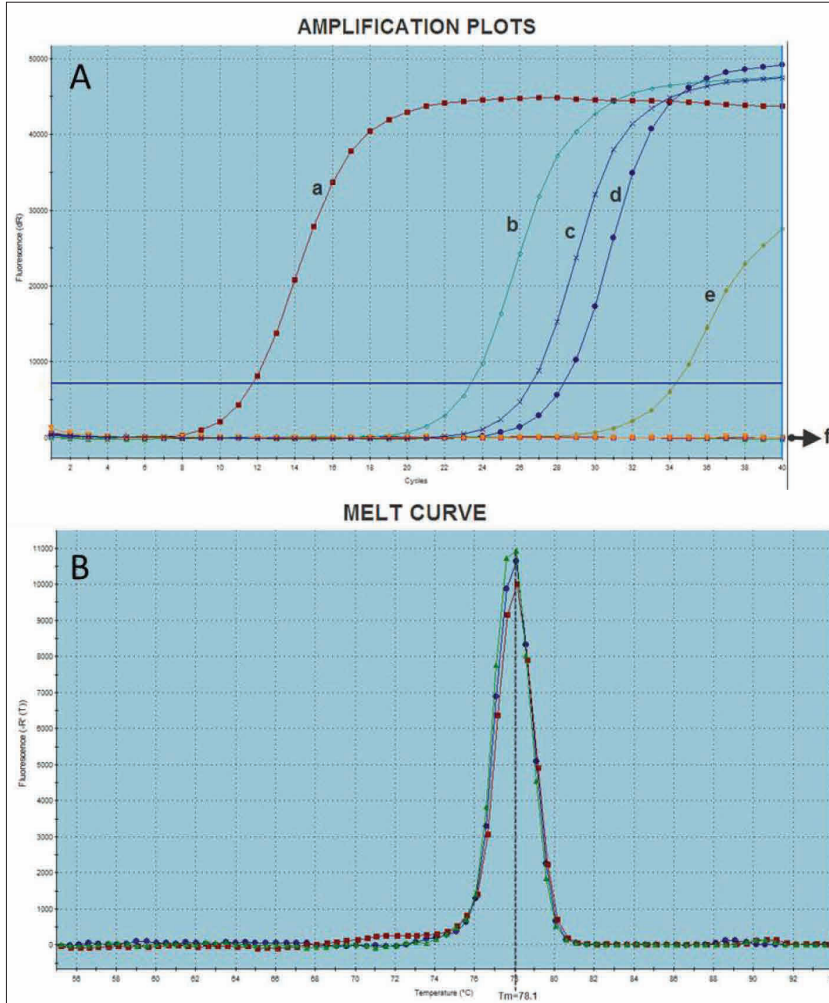 AMPLIFICATION PLOTS
A
50000
40000
30000
20000
10000
0
Fluorescence (dR)
a
b
c
d
e
f
2 4 6 8 10 12 14 16 18 20 22 24 26 28 30 32 34 36 38 40
Cycles
MELT CURVE
B
11000
10000
9000
8000
7000
6000
5000
4000
3000
2000
1000
0
Fluorescence (-R' (T))
56 58 60 62 64 66 68 70 72 74 76 78 80 82 84 86 88 90 92
Temperature (°C)
Tm=78.1